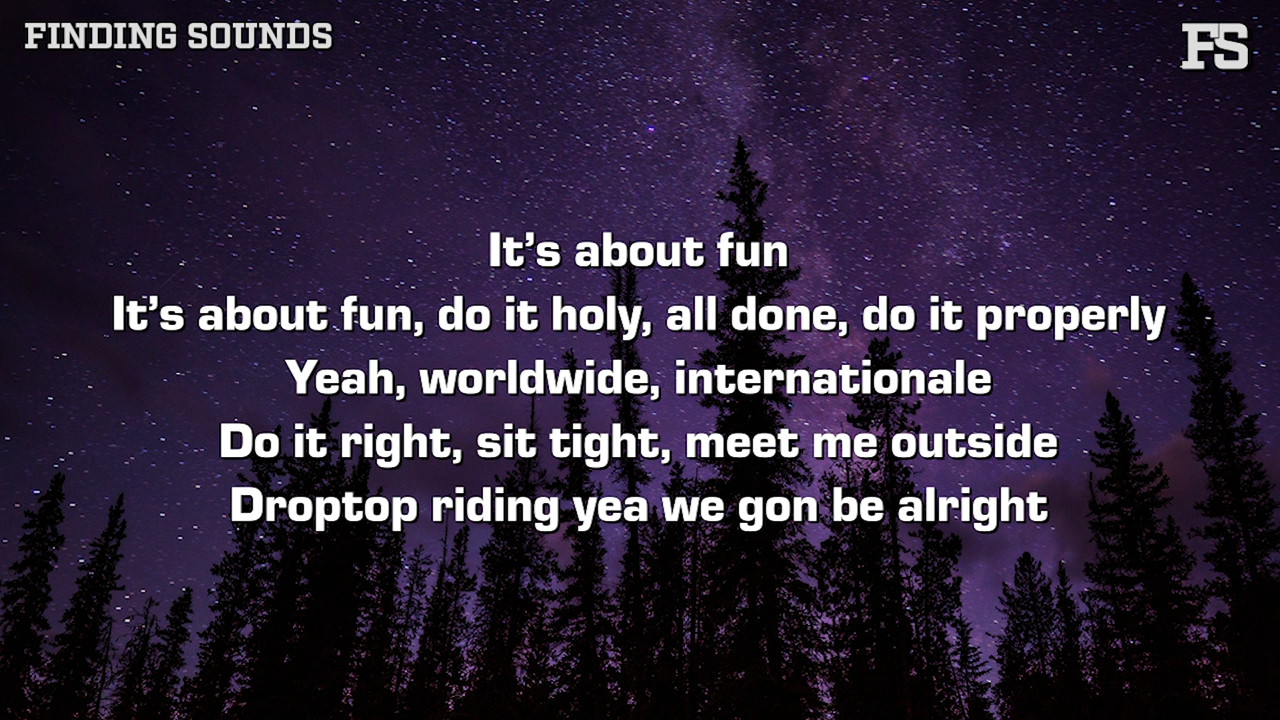 FINDING SOUNDS
FS
It's about fun
It's about fun, do it holy, all done, do it properly
Yeah, worldwide, internationale
Do it right, sit tight, meet me outside
Droptop riding yea we gon be alright